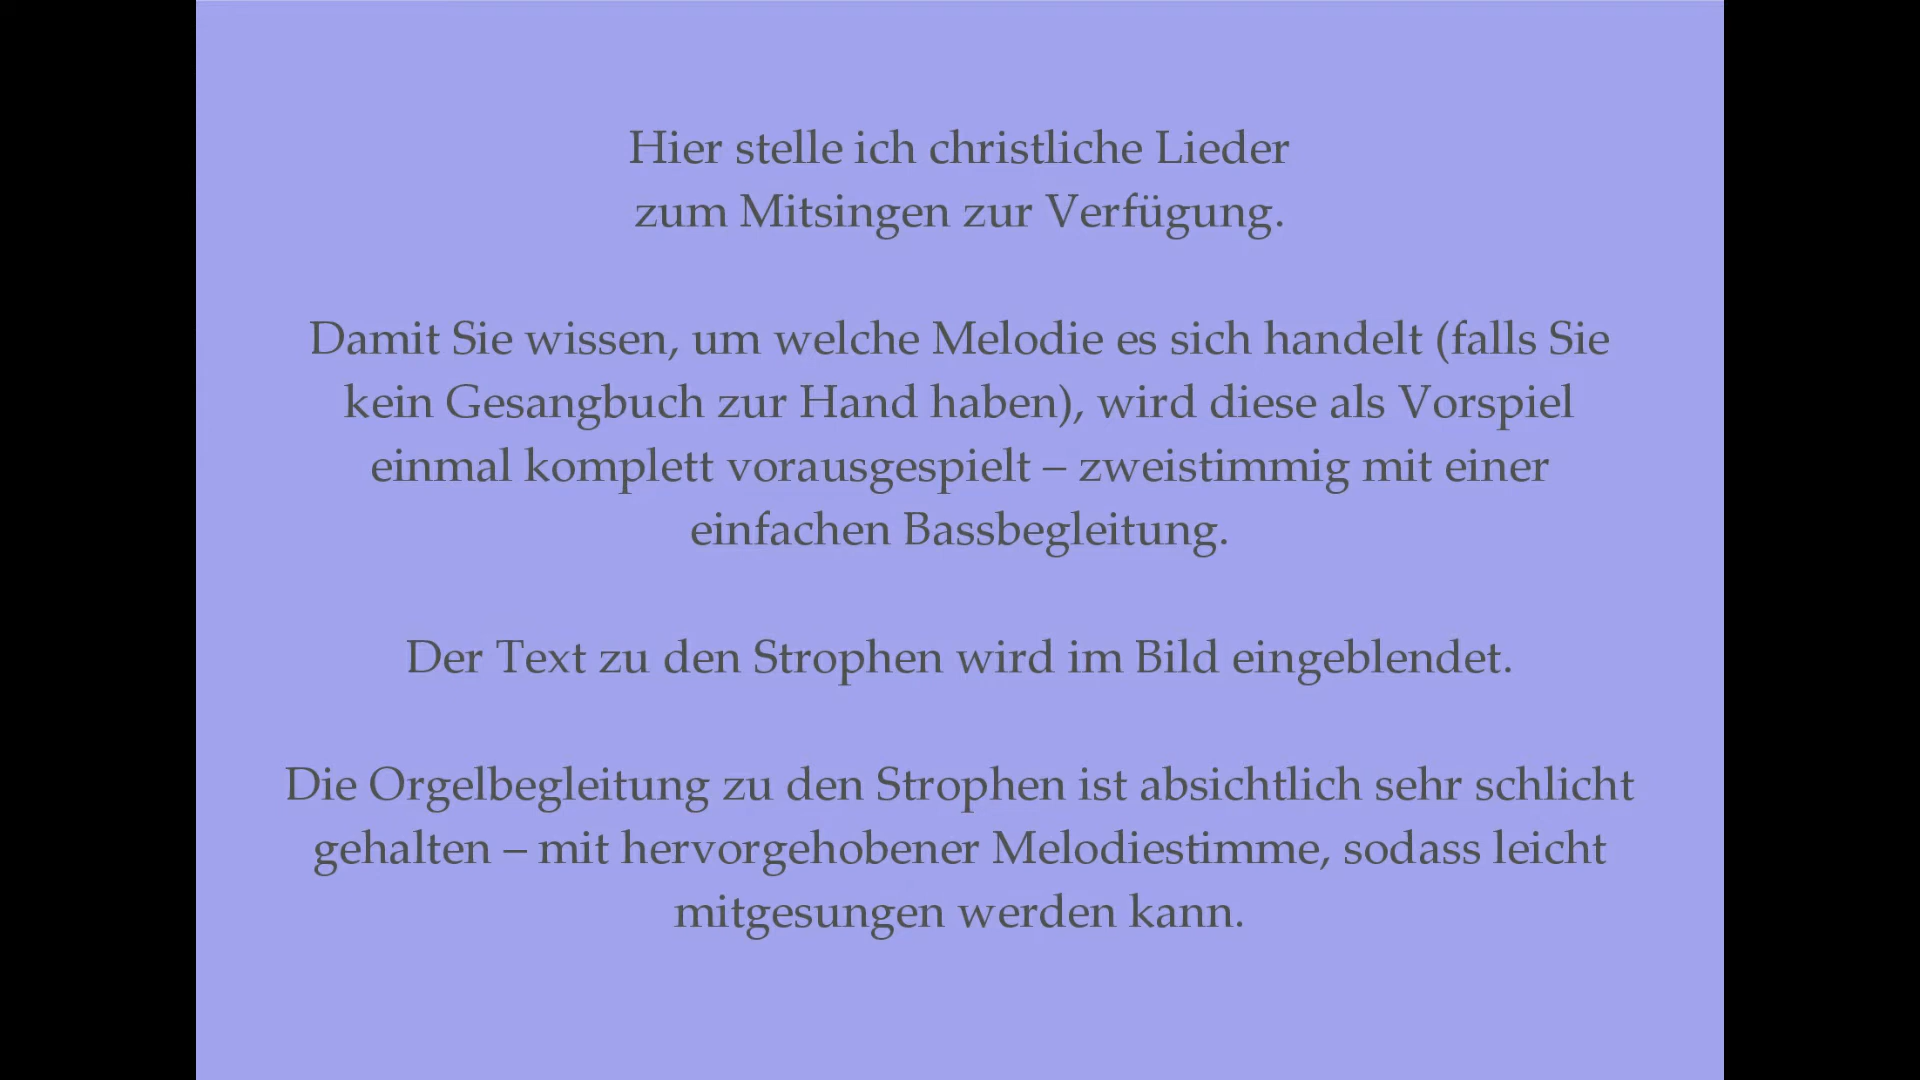 Hier stelle ich christliche Lieder
zum Mitsingen zur Verfügung.
Damit Sie wissen, um welche Melodie es sich handelt (falls Sie
kein Gesangbuch zur Hand haben), wird diese als Vorspiel
einmal komplett vorausgespielt – zweistimmig mit einer
einfachen Bassbegleitung.
Der Text zu den Strophen wird im Bild eingeblendet.
Die Orgelbegleitung zu den Strophen ist absichtlich sehr schlicht
gehalten – mit hervorgehobener Melodiestimme, sodass leicht
mitgesungen werden kann.